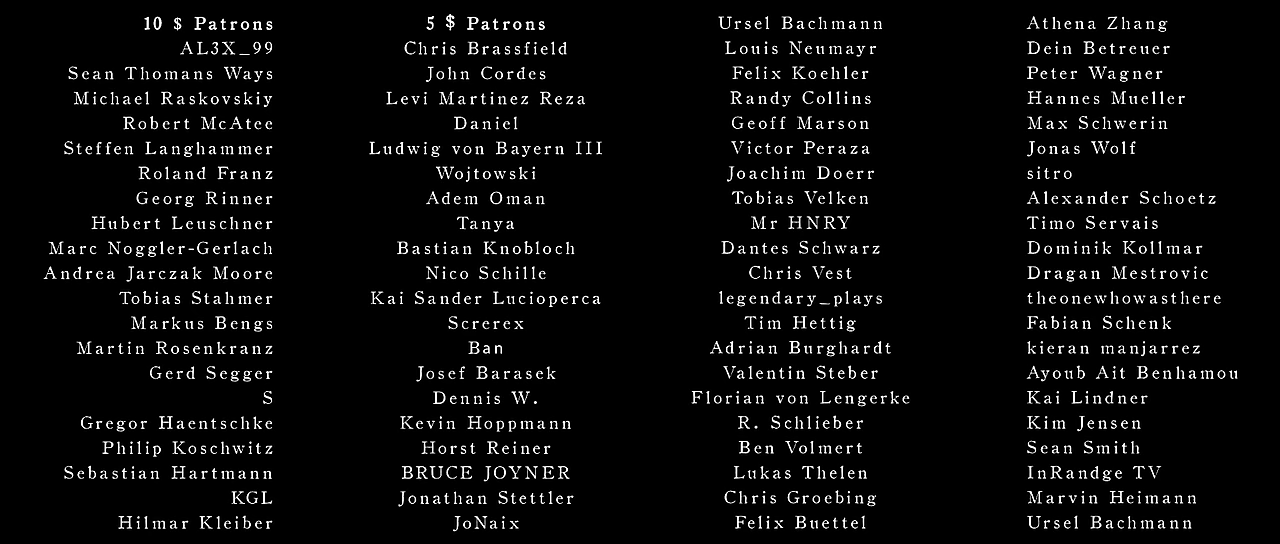 10 $ Patrons
AL3X_99
Sean Thomans Ways
Michael Raskovskiy
Robert McAtee
Steffen Langhammer
Roland Franz
Georg Rinner
Hubert Leuschner
Marc Noggler-Gerlach
Andrea Jarczak Moore
Tobias Stahmer
Markus Bengs
Martin Rosenkranz
Gerd Segger
S
Gregor Haentschke
Philip Koschwitz
Sebastian Hartmann
KGL
Hilmar Kleiber
5 $ Patrons
Chris Brassfield
John Cordes
Levi Martinez Reza
Daniel
Ludwig von Bayern III
Wojtowski
Adem Oman
Tanya
Bastian Knobloch
Nico Schille
Kai Sander Lucioperca
Screrex
Ban
Josef Barasek
Dennis W.
Kevin Hoppmann
Horst Reiner
BRUCE JOYNER
Jonathan Stettler
JoNaix
Ursel Bachmann
Louis Neumayr
Felix Koehler
Randy Collins
Geoff Marson
Victor Peraza
Joachim Doerr
Tobias Velken
Mr HNRY
Dantes Schwarz
Chris Vest
legendary_plays
Tim Hettig
Adrian Burghardt
Valentin Steber
Florian von Lengerke
R. Schlieber
Ben Volmert
Lukas Thelen
Chris Groebing
Felix Buettel
Athena Zhang
Dein Betreuer
Peter Wagner
Hannes Mueller
Max Schwerin
Jonas Wolf
sitro
Alexander Schoetz
Timo Servais
Dominik Kollmar
Dragan Mestrovic
theonewhowasthere
Fabian Schenk
kieran manjarrez
Ayoub Ait Benhamou
Kai Lindner
Kim Jensen
Sean Smith
InRandge TV
Marvin Heimann
Ursel Bachmann